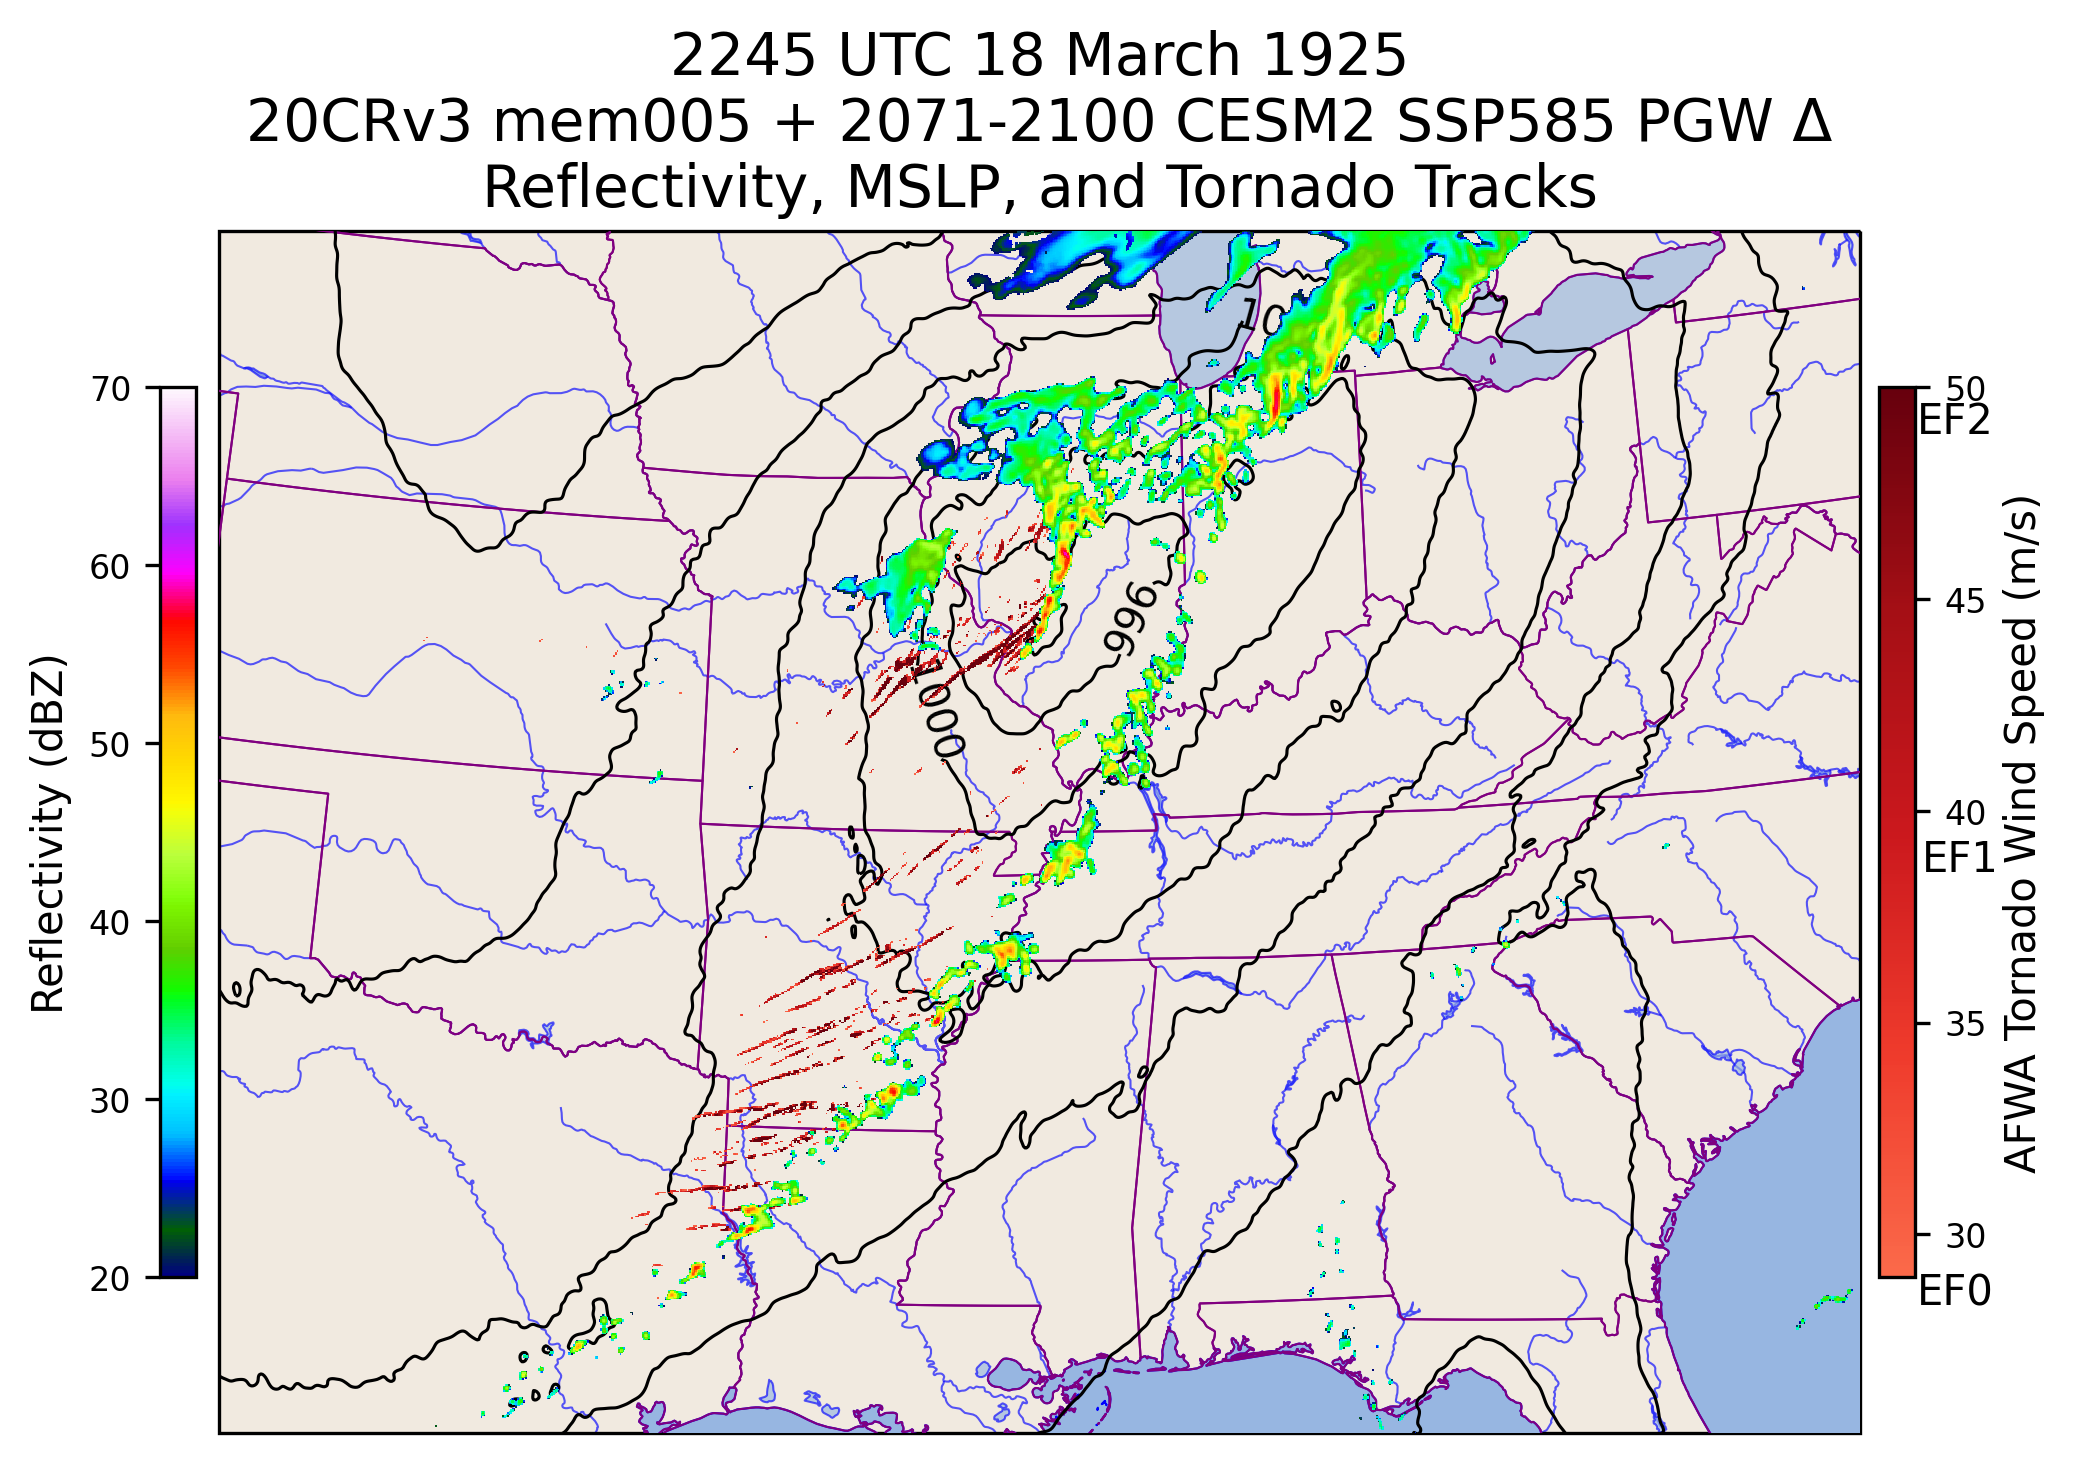 2245 UTC 18 March 1925
20CRv3 mem005 + 2071-2100 CESM2 SSP585 PGW Δ
Reflectivity, MSLP, and Tornado Tracks
70
60
50
40
30
20
Reflectivity (dBZ)
996
1000
50
EF2
45
40
EF1
35
30
EF0
AFWA Tornado Wind Speed (m/s)